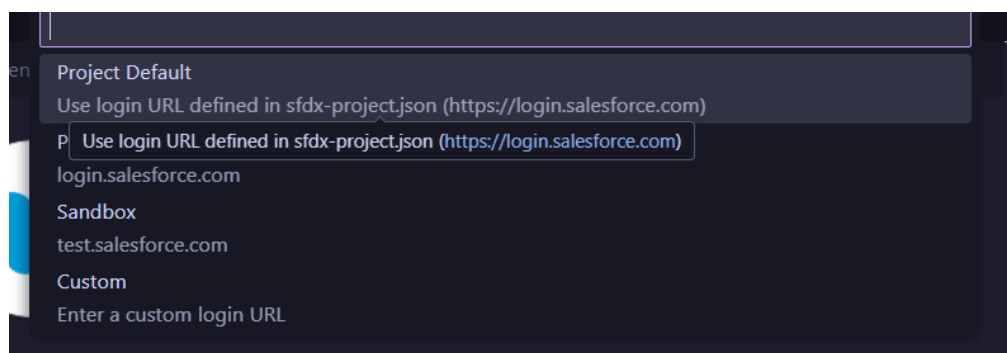 en
Project Default
Use login URL defined in sfdx-project.json (https://login.salesforce.com)
P
Use login URL defined in sfdx-project.json (https://login.salesforce.com)
login.salesforce.com
Sandbox
test.salesforce.com
Custom
Enter a custom login URL